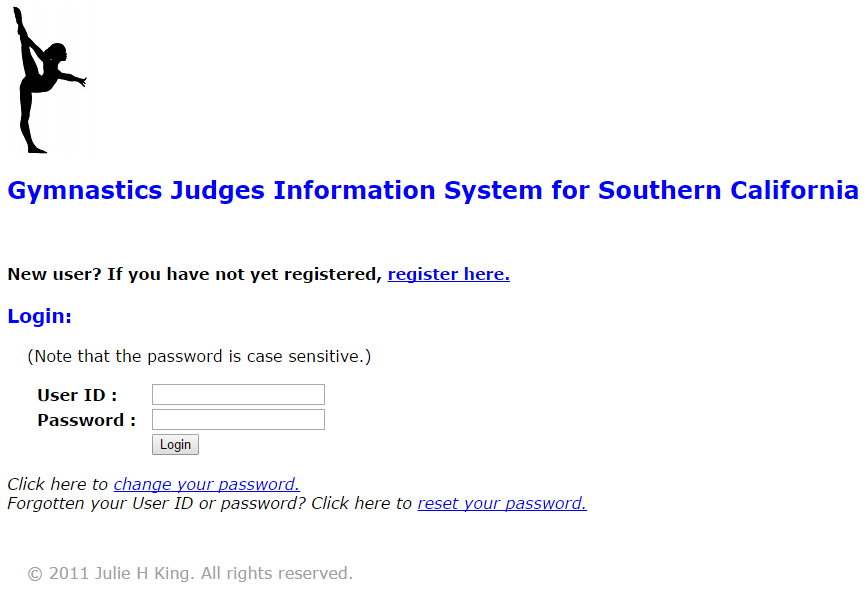 Gymnastics Judges Information System for Southern California
New user? If you have not yet registered, register here.
Login:
(Note that the password is case sensitive.)
User ID :
Password :
Login
Click here to change your password.
Forgotten your User ID or password? Click here to reset your password.
© 2011 Julie H King. All rights reserved.